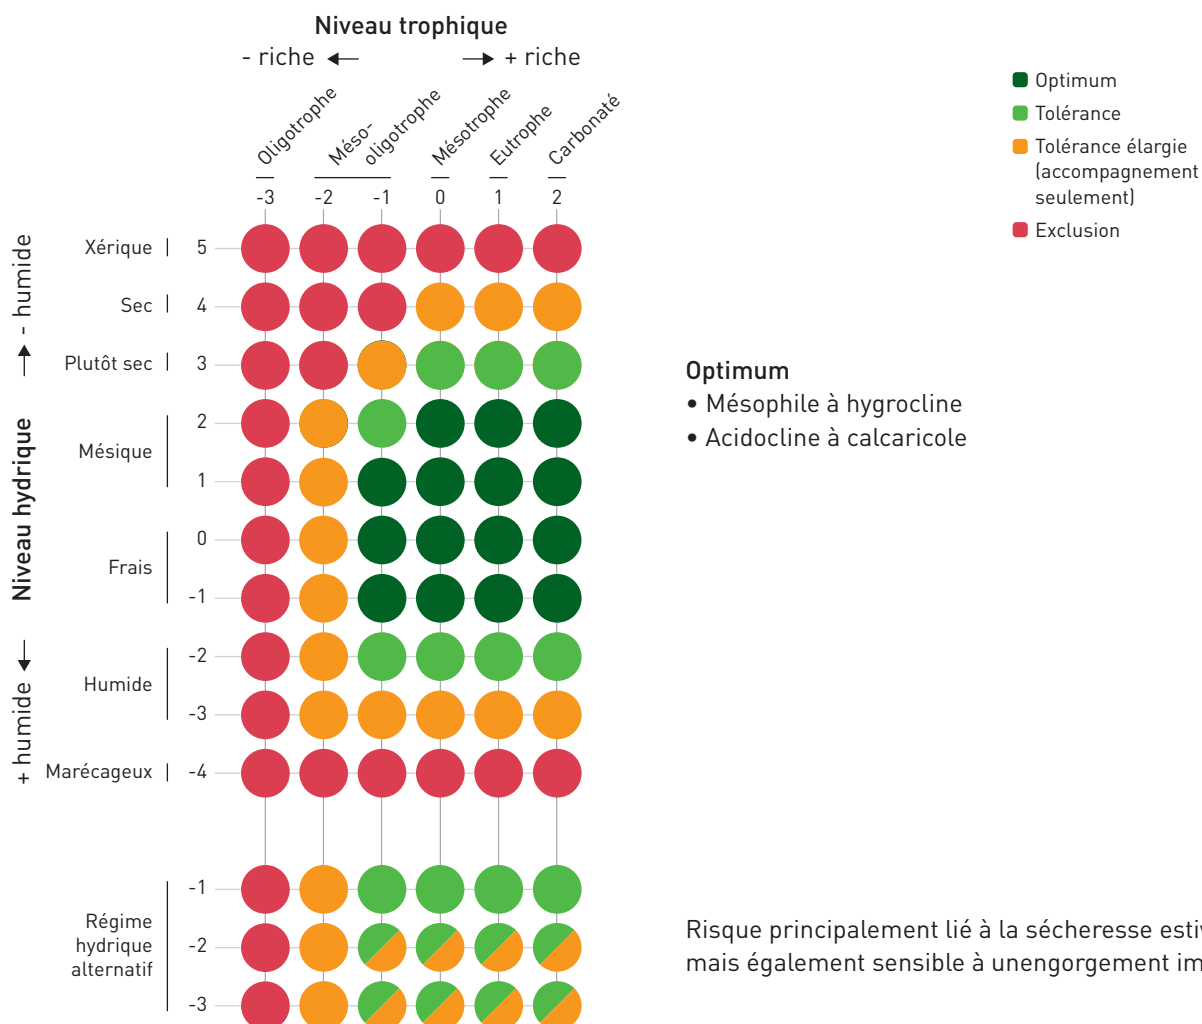 Niveau trophique
- riche ← → + riche
Oligotrophe
Méso-
oligotrophe
Mésotrophe
Eutrophe
Carbonaté
-3 -2 -1 0 1 2
Optimum
Tolérance
Tolérance élargie
(accompagnement
seulement)
Exclusion
Niveau hydrique
→ - humide
+ humide ←
Xérique 5
Sec 4
Plutôt sec 3
Mésique
2
1
Frais
0
-1
Humide
-2
-3
Marécageux -4
Régime
hydrique
alternatif
-1
-2
-3
Optimum
• Mésophile à hygrocline
• Acidocline à calcaricole
Risque principalement lié à la sécheresse
mais également sensible à unengorgement